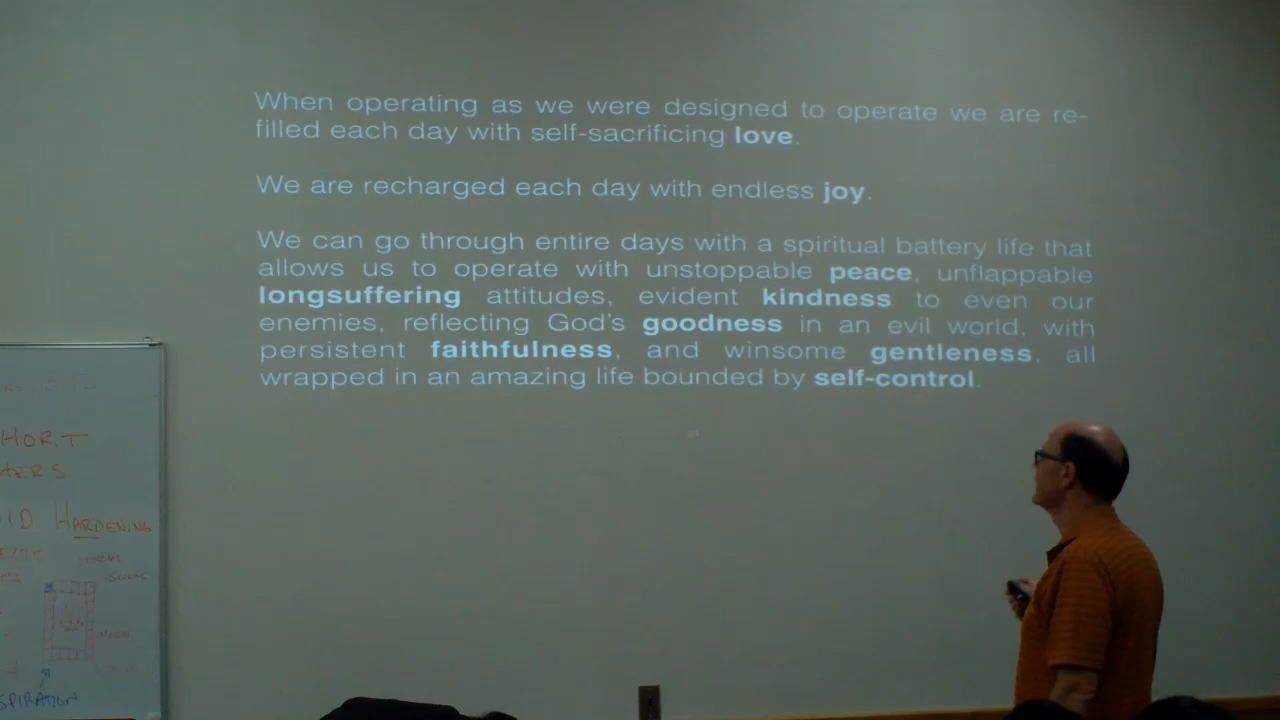 When operating as we were designed to operate we are re-
filled each day with self-sacrificing love.
We are recharged each day with endless joy.
We can go through entire days with a spiritual battery life that
allows us to operate with unstoppable peace, unflappable
longsuffering attitudes, evident kindness to even our
enemies, reflecting God's goodness in an evil world, with
persistent faithfulness, and winsome gentleness, all
wrapped in an amazing life bounded by self-control.
HORT
HARDENING